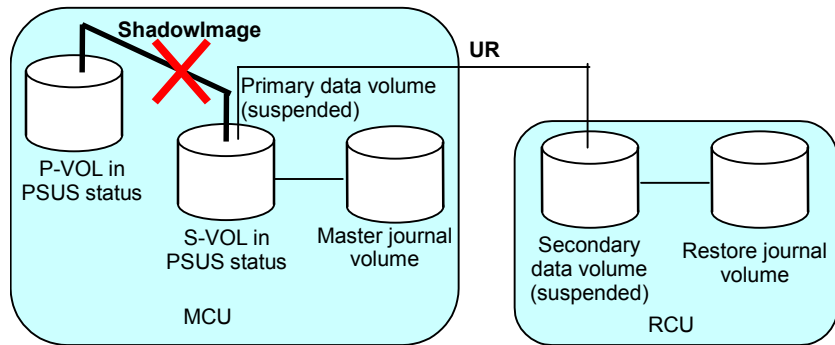 ShadowImage
UR
Primary data volume
(suspended)
P-VOL in
PSUS status
S-VOL in
PSUS status
Master journal
volume
MCU
Secondary
data volume
(suspended)
Restore journal
volume
RCU